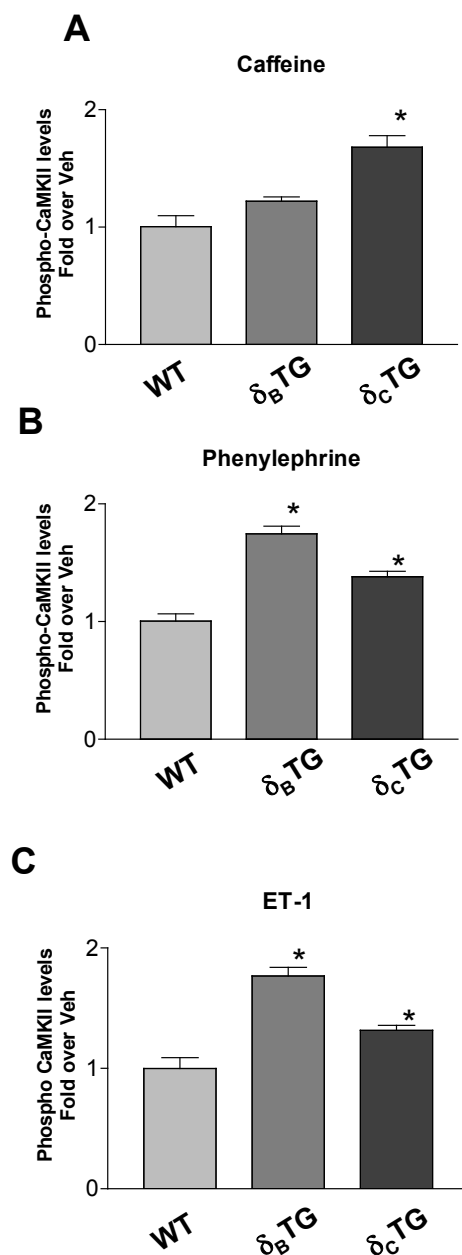 A
Caffeine
Phospho-CaMKII levels
Fold over Veh
2
1
0
*
WT
δBTG
δCTG
B
Phenylephrine
Phospho-CaMKII levels
Fold over Veh
2
1
0
*
*
WT
δBTG
δCTG
C
ET-1
Phospho CaMKII levels
Fold over Veh
2
1
0
*
*
WT
δBTG
δCTG